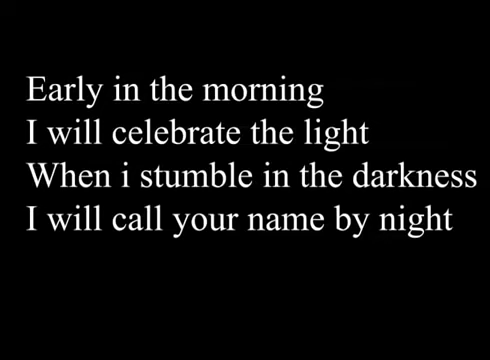 Early in the morning
I will celebrate the light
When i stumble in the darkness
I will call your name by night